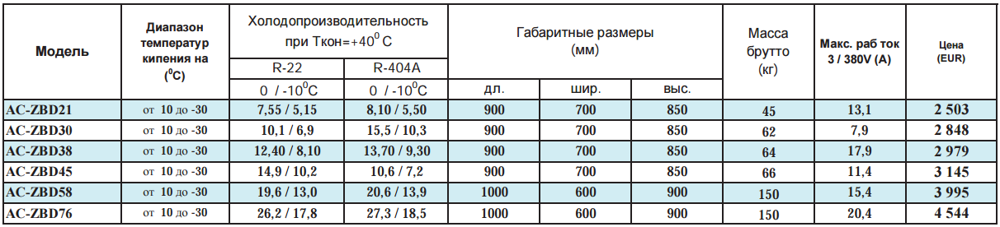 Модель Диапазон температур кипения на (⁰C) Холодопроизводительность при Tкон=+40⁰ C Габаритные размеры (мм) Масса брутто (кг) Макс. раб ток 3 / 380V (A) Цена (EUR)
R-22 R-404A
0 / -10⁰C 0 / -10⁰C дл. шир. выс.
AC-ZBD21 от 10 до -30 7,55 / 5,15 8,10 / 5,50 900 700 850 45 13,1 2 503
AC-ZBD30 от 10 до -30 10,1 / 6,9 15,5 / 10,3 900 700 850 62 7,9 2 848
AC-ZBD38 от 10 до -30 12,40 / 8,10 13,70 / 9,30 900 700 850 64 17,9 2 979
AC-ZBD45 от 10 до -30 14,9 / 10,2 10,6 / 7,2 900 700 850 66 11,4 3 145
AC-ZBD58 от 10 до -30 19,6 / 13,0 20,6 / 13,9 1000 600 900 150 15,4 3 995
AC-ZBD76 от 10 до -30 26,2 / 17,8 27,3 / 18,5 1000 600 900 150 20,4 4 544